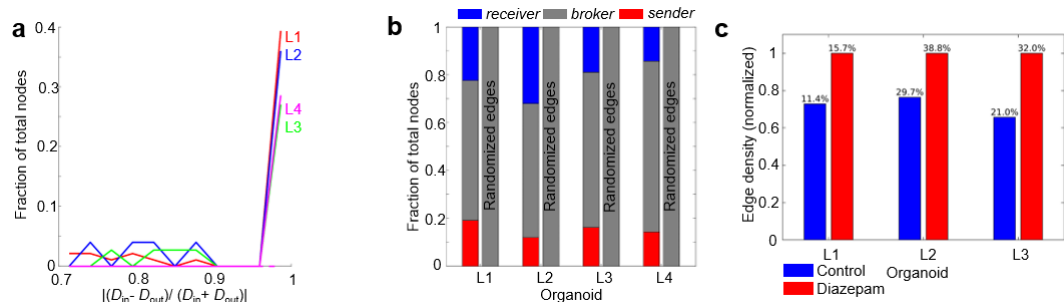 a
0.4
0.3
0.2
0.1
0
Fraction of total nodes
L1
L2
L4
L3
0.7
0.8
0.9
1
|(Din- Dout)/ (Din+ Dout)|
receiver broker sender
b
1
0.8
0.6
0.4
0.2
0
Fraction of total nodes
Randomized edges
Randomized edges
Randomized edges
Randomized edges
L1 L2 L3 L4
Organoid
c
1
0.8
0.6
0.4
0.2
0
Edge density (normalized)
11.4%
15.7%
29.7%
38.8%
21.0%
32.0%
L1 L2 L3
Organoid
Control
Diazepam